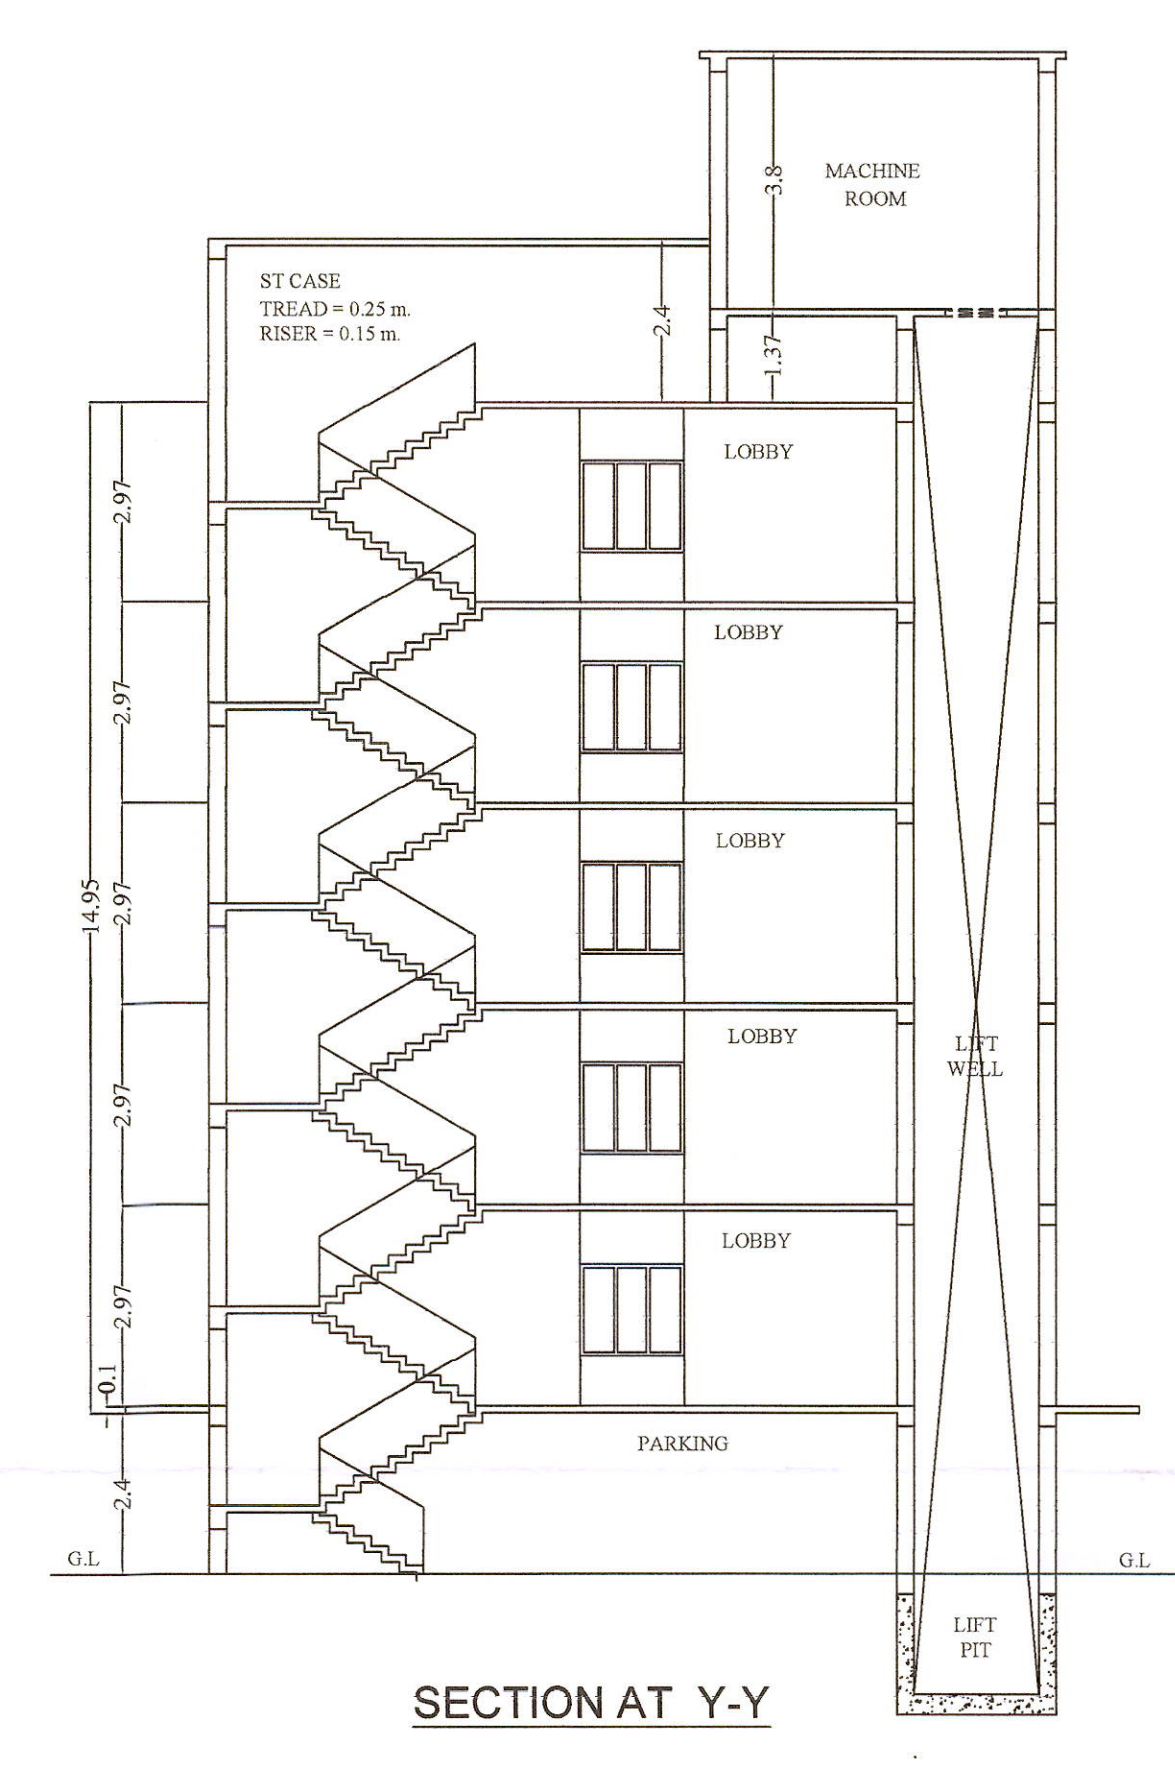 3.8
MACHINE
ROOM
ST CASE
TREAD = 0.25 m.
RISER = 0.15 m.
2.4
1.37
LOBBY
2.97
LOBBY
2.97
LOBBY
14.95
2.97
LOBBY
LIFT
WELL
2.97
LOBBY
2.97
0.1
PARKING
2.4
G.L
G.L
LIFT
PIT
SECTION AT Y-Y